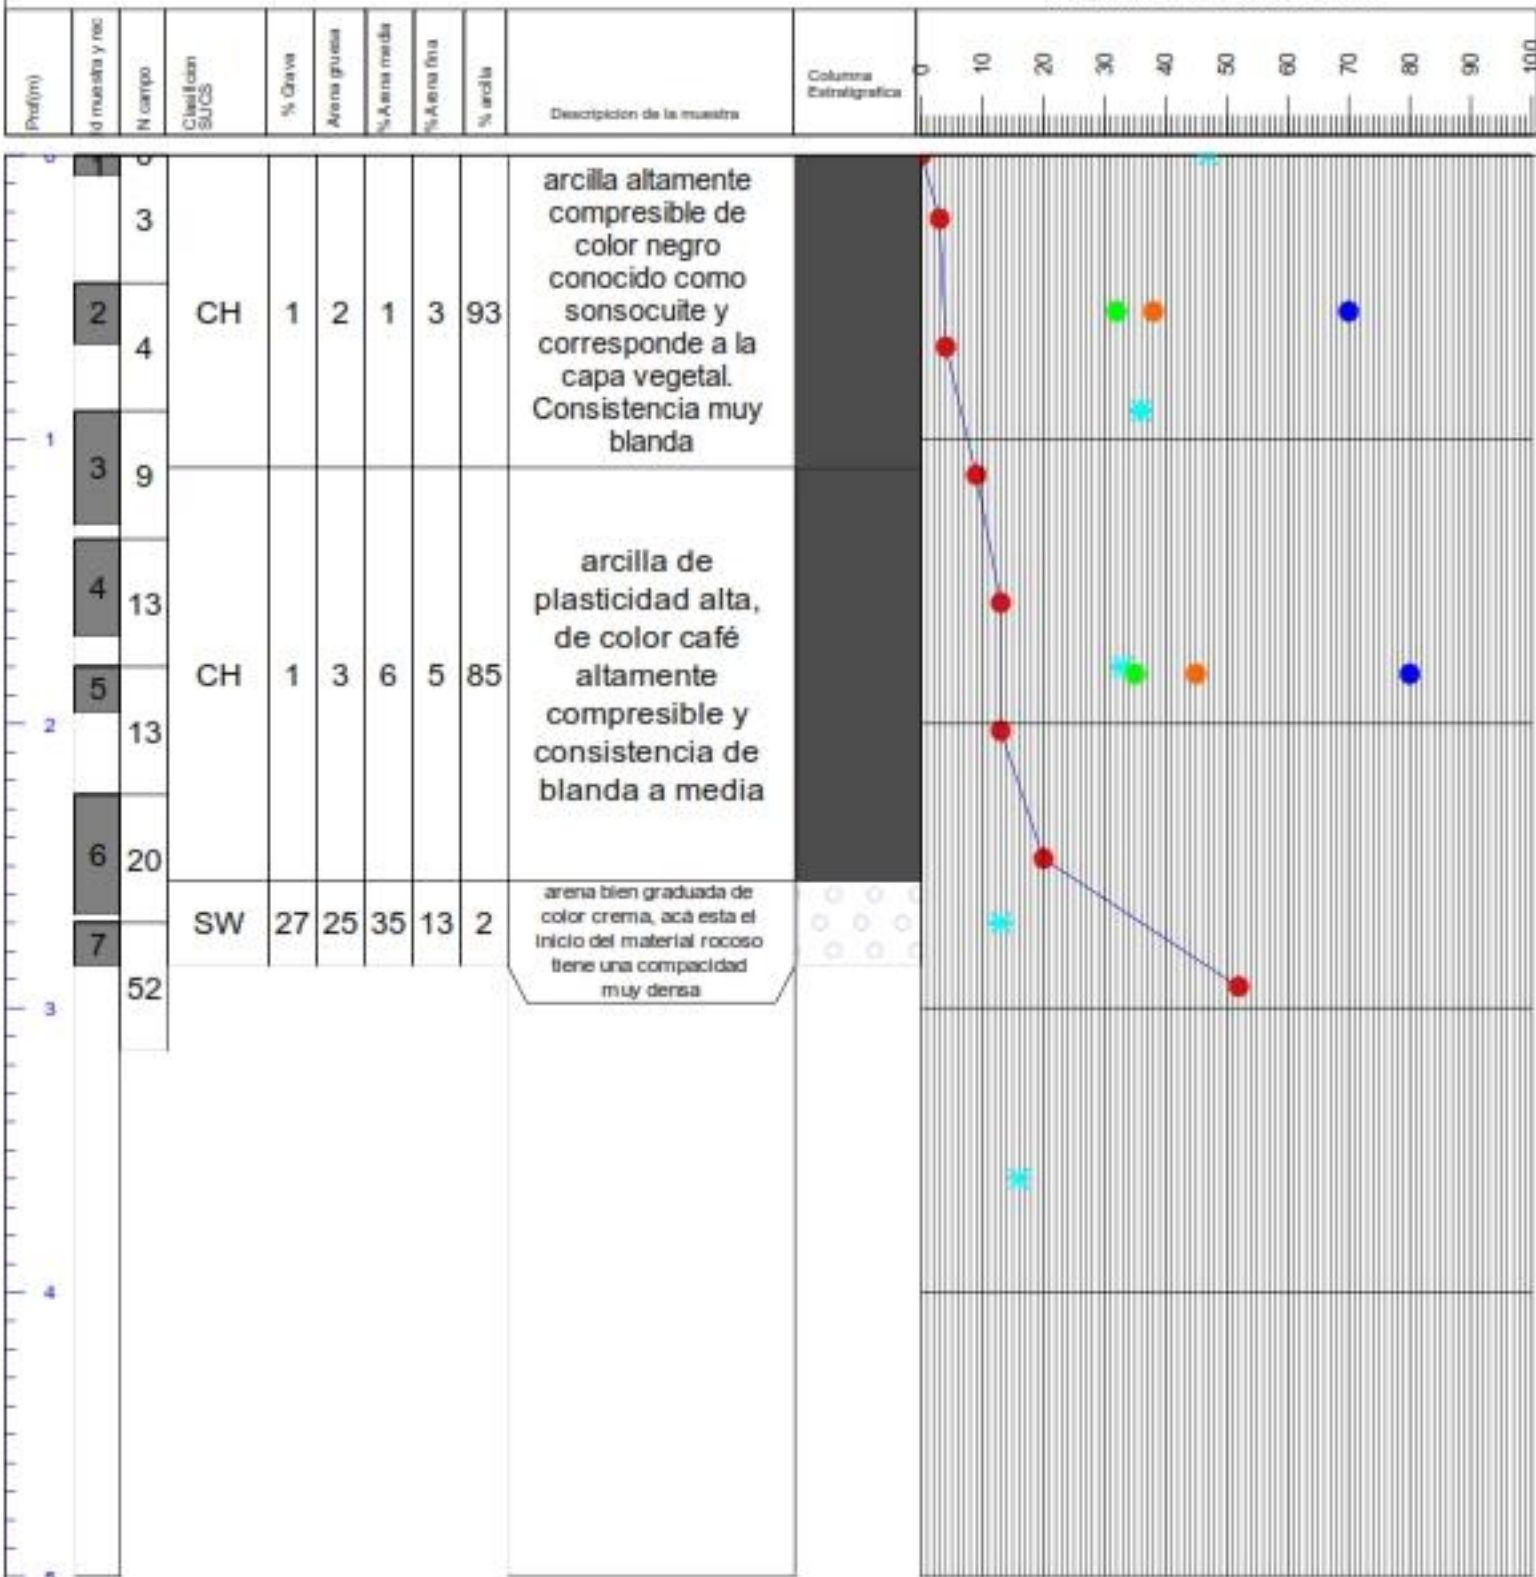 Prof(m)
Id muestra y rec
N campo
Clasificion
SUCS
% Grava
Arena gruesa
% Arena media
% Arena fina
% arcilla
Descripicion de la muestra
Columna
Estratigrafica
0 10 20 30 40 50 60 70 80 90 100
1
2
3
4
1
2
3
4
5
6
7
3
4
9
13
13
20
52
CH 1 2 1 3 93
arcilla altamente
compresible de
color negro
conocido como
sonsocuite y
corresponde a la
capa vegetal.
Consistencia muy
blanda
CH 1 3 6 5 85
arcilla de
plasticidad alta,
de color café
altamente
compresible y
consistencia de
blanda a media
SW 27 25 35 13 2
arena bien graduada de
color crema, acá esta el
inicio del material rocoso
tiene una compacidad
muy densa